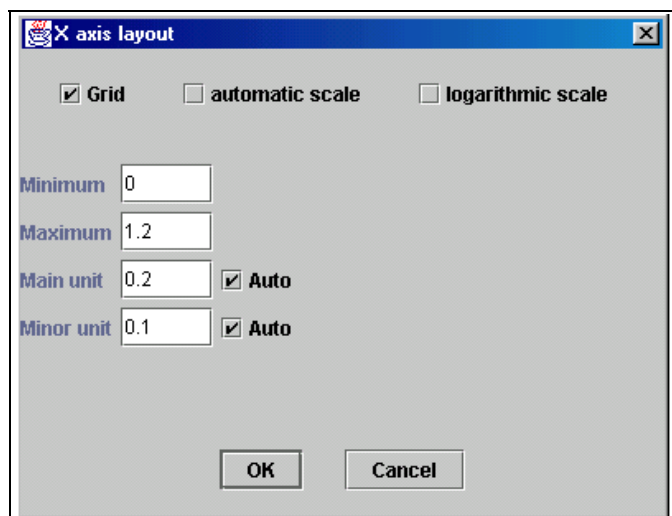 X axis layout
Grid automatic scale logarithmic scale
Minimum 0
Maximum 1.2
Main unit 0.2 Auto
Minor unit 0.1 Auto
OK Cancel